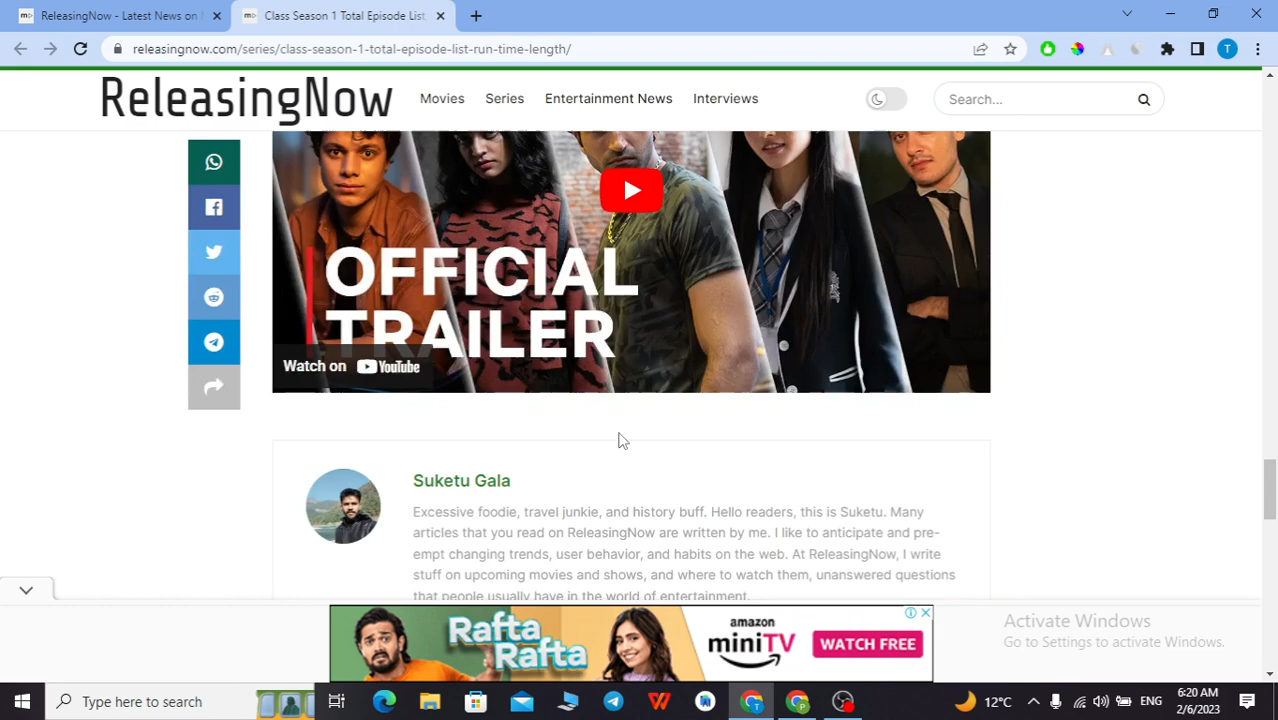 ReleasingNow - Latest News on
Class Season 1 Total Episode List,
releasingnow.com/series/class-season-1-total-episode-list-run-time-length/
T
ReleasingNow
Movies
Series
Entertainment News
Interviews
Search...
OFFICIAL
TRAILER
Watch on YouTube
Suketu Gala
Excessive foodie, travel junkie, and history buff. Hello readers, this is Suketu. Many
articles that you read on ReleasingNow are written by me. I like to anticipate and pre-
empt changing trends, user behavior, and habits on the web. At ReleasingNow, I write
stuff on upcoming movies and shows, and where to watch them, unanswered questions
that people usually have in the world of entertainment.
Rafta
Rafta
amazon
miniTV
WATCH FREE
Activate Windows
Go to Settings to activate Windows.
Type here to search
12°C
ENG
6:20 AM
2/6/2023